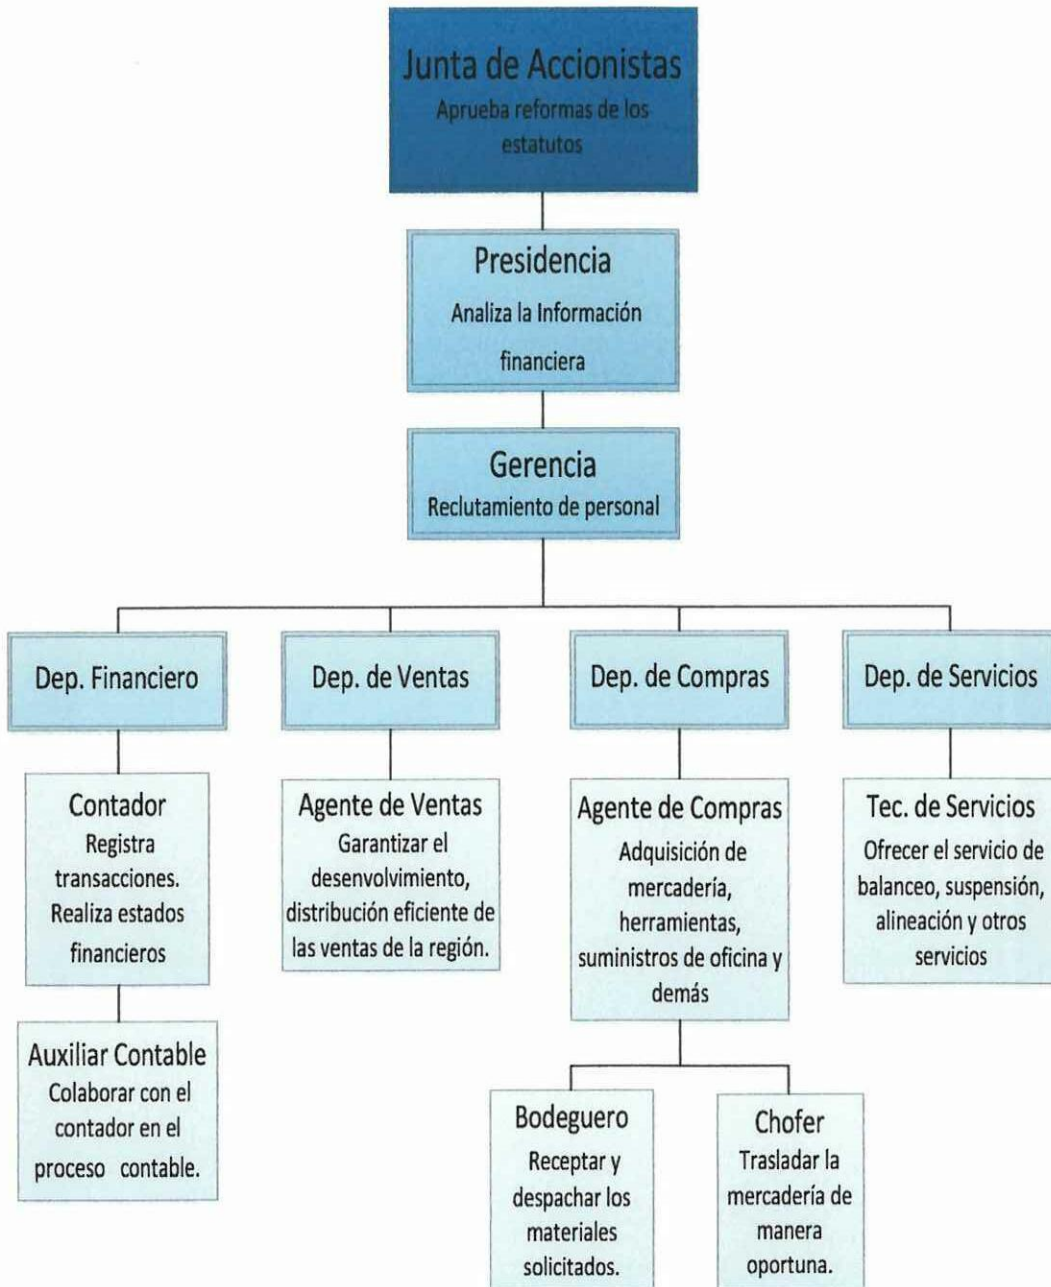 Junta de Accionistas
Aprueba reformas de los
estatutos
Presidencia
Analiza la Información
financiera
Gerencia
Reclutamiento de personal
Dep. Financiero
Dep. de Ventas
Dep. de Compras
Dep. de Servicios
Contador
Registra
transacciones.
Realiza estados
financieros
Agente de Ventas
Garantizar el
desenvolvimiento,
distribución eficiente de
las ventas de la región.
Agente de Compras
Adquisición de
mercadería,
herramientas,
suministros de oficina y
demás
Tec. de Servicios
Ofrecer el servicio de
balanceo, suspensión,
alineación y otros
servicios
Auxiliar Contable
Colaborar con el
contador en el
proceso contable.
Bodeguero
Receptar y
despachar los
materiales
solicitados.
Chofer
Trasladar la
mercadería de
manera
oportuna.